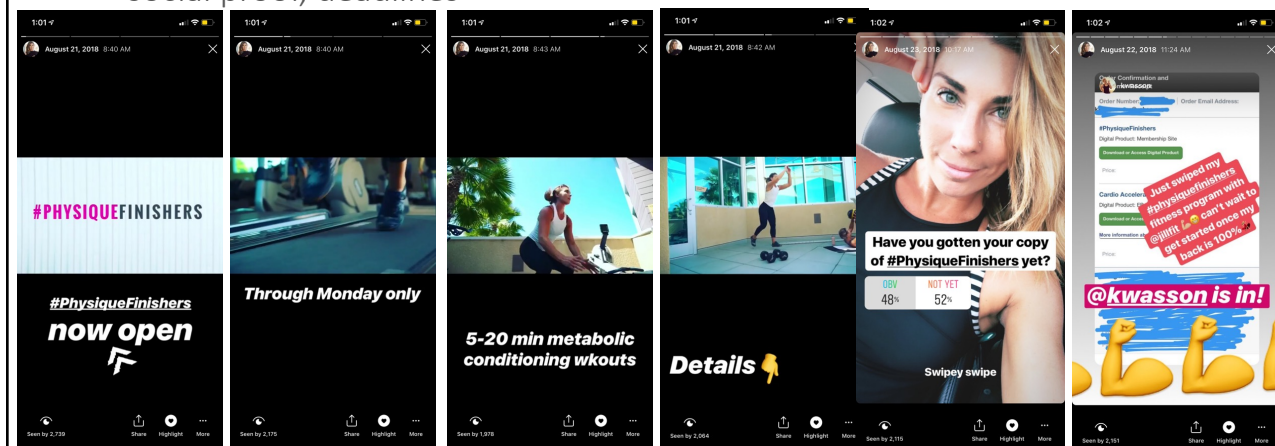 social proof, deadlines
1:01
August 21, 2018 8:40 AM
#PHYSIQUEFINISHERS
#PhysiqueFinishers
now open
Seen by 2,739
Share
Highlight
More
1:01
August 21, 2018 8:40 AM
Through Monday only
Seen by 2,175
Share
Highlight
More
1:01
August 21, 2018 8:43 AM
5-20 min metabolic
conditioning wkouts
Seen by 1,978
Share
Highlight
More
1:01
August 21, 2018 8:42 AM
Details
Seen by 2,064
Share
Highlight
More
1:02
August 23, 2018 10:17 AM
Have you gotten your copy
of #PhysiqueFinishers yet?
OBV
NOT YET
48%
52%
Swipey swipe
Seen by 2,115
Share
Highlight
More
1:02
August 22, 2018 11:24 AM
Order Confirmation and
kwasson
Order Number:
Order Email Address:
#PhysiqueFinishers
Digital Product: Membership Site
Download or Access Digital Product
Price:
Cardio Accelera
Digital Product:
Download or Acces
More information
Price:
Just swiped my
#physiquefinishers
fitness program with
@jillfit can't wait to
get started once my
back is 100%
@kwasson is in!
Seen by 2,151
Share
Highlight
More